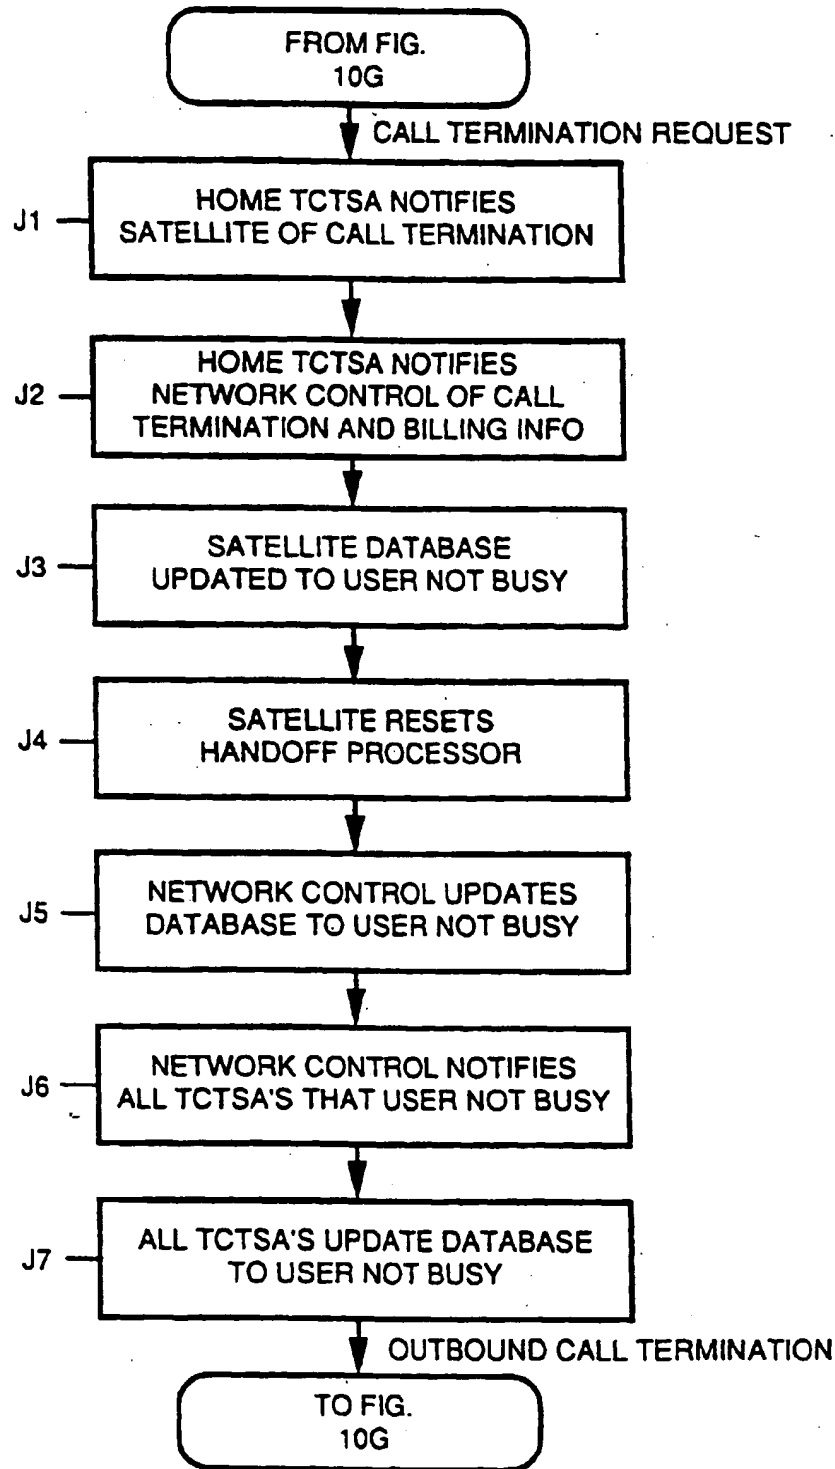 FROM FIG.
10G
CALL TERMINATION REQUEST
J1
HOME TCTSA NOTIFIES
SATELLITE OF CALL TERMINATION
J2
HOME TCTSA NOTIFIES
NETWORK CONTROL OF CALL
TERMINATION AND BILLING INFO
J3
SATELLITE DATABASE
UPDATED TO USER NOT BUSY
J4
SATELLITE RESETS
HANDOFF PROCESSOR
J5
NETWORK CONTROL UPDATES
DATABASE TO USER NOT BUSY
J6
NETWORK CONTROL NOTIFIES
ALL TCTSA'S THAT USER NOT BUSY
J7
ALL TCTSA'S UPDATE DATABASE
TO USER NOT BUSY
OUTBOUND CALL TERMINATION
TO FIG.
10G